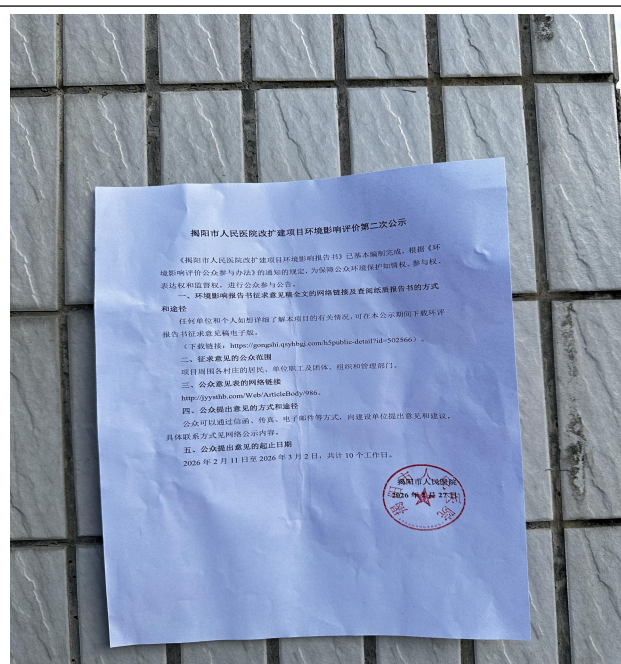 揭阳市人民医院改扩建项目环境影响评价第二次公示
《揭阳市人民医院改扩建项目环境影响报告书》已基本编制完成，根据《环
境影响评价公众参与办法》的通知的规定，为保障公众环境保护知情权、参与权、
表达权和监督权，进行公众参与公告。
一、环境影响报告书征求意见稿全文的网络链接及查阅纸质报告书的方式
和途径
任何单位和个人如想详细了解本项目的有关情况，可在本公示期间下载环评
报告书征求意见稿电子版。
（下载链接：https://gongshi.qsyhbgj.com/h5public-detail?id=502566）。
二、征求意见的公众范围
项目周围各村庄的居民、单位职工及团体、组织和管理部门。
三、公众意见表的网络链接
http://jyysthb.com/Web/ArticleBody/986。
四、公众提出意见的方式和途径
公众可以通过信函、传真、电子邮件等方式，向建设单位提出意见和建议，
具体联系方式见网络公示内容。
五、公众提出意见的起止日期
2026 年 2 月 11 日至 2026 年 3 月 2 日，共计 10 个工作日。
揭阳市人民医院
2026 年 月 27 日
揭阳市人民医院